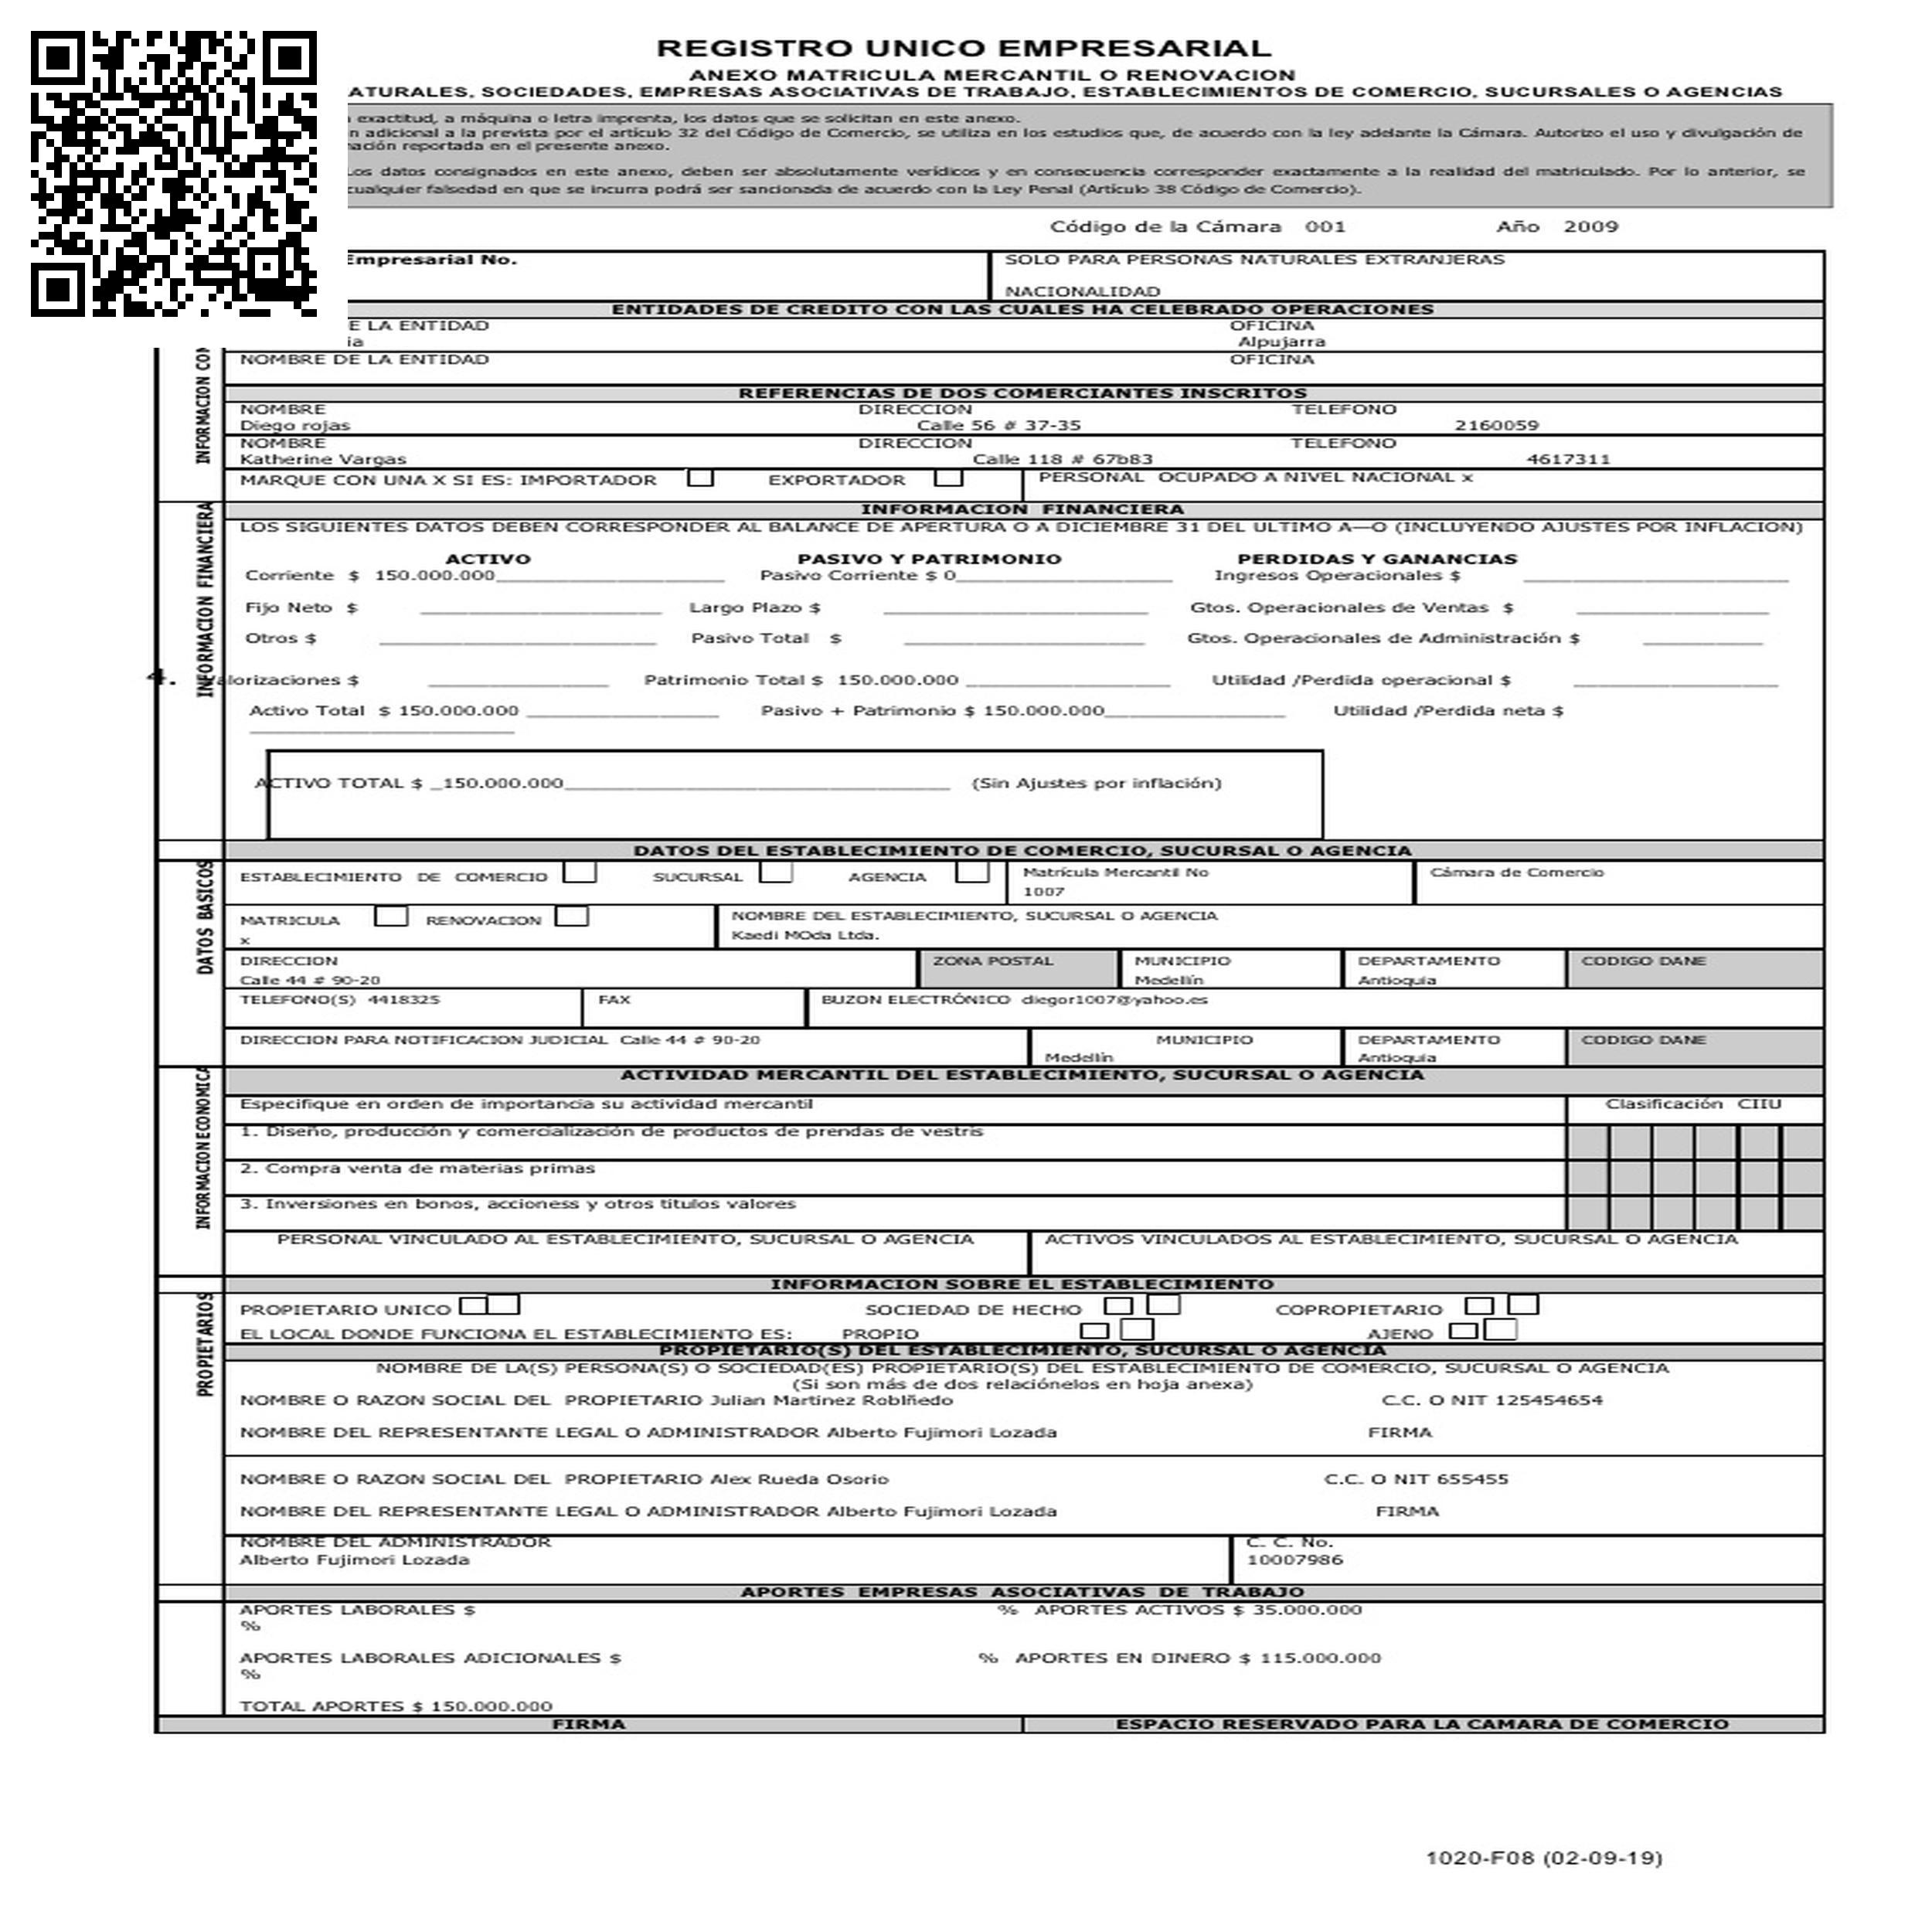 REGISTRO UNICO EMPRESARIAL
ANEXO MATRICULA MERCANTIL O RENOVACION
ATURALES, SOCIEDADES, EMPRESAS ASOCIATIVAS DE TRABAJO, ESTABLECIMIENTOS DE COMERCIO, SUCURSALES O AGENCIAS
exactitud, a máquina o letra imprenta, los datos que se solicitan en este anexo.
n adicional a la prevista por el artículo 32 del Código de Comercio, se utiliza en los estudios que, de acuerdo con la ley adelante la Cámara. Autorizo el uso y divulgación de
nación reportada en el presente anexo.
Los datos consignados en este anexo, deben ser absolutamente verídicos y en consecuencia corresponder exactamente a la realidad del matriculado. Por lo anterior, se
cualquier falsedad en que se incurra podrá ser sancionada de acuerdo con la Ley Penal (Artículo 38 Código de Comercio).
Código de la Cámara 001 Año 2009
Empresarial No. SOLO PARA PERSONAS NATURALES EXTRANJERAS
NACIONALIDAD
ENTIDADES DE CREDITO CON LAS CUALES HA CELEBRADO OPERACIONES
E LA ENTIDAD OFICINA
ia Alpujarra
NOMBRE DE LA ENTIDAD OFICINA
INFORMACION CO
REFERENCIAS DE DOS COMERCIANTES INSCRITOS
NOMBRE DIRECCION TELEFONO
Diego rojas Calle 56 # 37-35 2160059
NOMBRE DIRECCION TELEFONO
Katherine Vargas Calle 118 # 67b83 4617311
MARQUE CON UNA X SI ES: IMPORTADOR EXPORTADOR PERSONAL OCUPADO A NIVEL NACIONAL x
INFORMACION FINANCIERA
INFORMACION FINANCIERA
LOS SIGUIENTES DATOS DEBEN CORRESPONDER AL BALANCE DE APERTURA O A DICIEMBRE 31 DEL ULTIMO A—O (INCLUYENDO AJUSTES POR INFLACION)
ACTIVO PASIVO Y PATRIMONIO PERDIDAS Y GANANCIAS
Corriente $ 150.000.000____ Pasivo Corriente $ 0____ Ingresos Operacionales $ ____
Fijo Neto $ ____ Largo Plazo $ ____ Gtos. Operacionales de Ventas $ ____
Otros $ ____ Pasivo Total $ ____ Gtos. Operacionales de Administración $ ____
4. Valorizaciones $ ____ Patrimonio Total $ 150.000.000 ____ Utilidad /Perdida operacional $ ____
Activo Total $ 150.000.000 ____ Pasivo + Patrimonio $ 150.000.000____ Utilidad /Perdida neta $
____
ACTIVO TOTAL $ _150.000.000____ (Sin Ajustes por inflación)
DATOS DEL ESTABLECIMIENTO DE COMERCIO, SUCURSAL O AGENCIA
DATOS BASICOS
ESTABLECIMIENTO DE COMERCIO SUCURSAL AGENCIA Matrícula Mercantil No Cámara de Comercio
1007
MATRICULA RENOVACION NOMBRE DEL ESTABLECIMIENTO, SUCURSAL O AGENCIA
x Kaedi MOda Ltda.
DIRECCION ZONA POSTAL MUNICIPIO DEPARTAMENTO CODIGO DANE
Calle 44 # 90-20 Medellín Antioquia
TELEFONO(S) 4418325 FAX BUZON ELECTRÓNICO diegor1007@yahoo.es
DIRECCION PARA NOTIFICACION JUDICIAL Calle 44 # 90-20 MUNICIPIO DEPARTAMENTO CODIGO DANE
Medellín Antioquia
INFORMACION ECONOMICA
ACTIVIDAD MERCANTIL DEL ESTABLECIMIENTO, SUCURSAL O AGENCIA
Especifique en orden de importancia su actividad mercantil Clasificación CIIU
1. Diseño, producción y comercialización de productos de prendas de vestris
2. Compra venta de materias primas
3. Inversiones en bonos, accioness y otros titulos valores
PERSONAL VINCULADO AL ESTABLECIMIENTO, SUCURSAL O AGENCIA ACTIVOS VINCULADOS AL ESTABLECIMIENTO, SUCURSAL O AGENCIA
INFORMACION SOBRE EL ESTABLECIMIENTO
PROPIETARIOS
PROPIETARIO UNICO SOCIEDAD DE HECHO COPROPIETARIO
EL LOCAL DONDE FUNCIONA EL ESTABLECIMIENTO ES: PROPIO AJENO
PROPIETARIO(S) DEL ESTABLECIMIENTO, SUCURSAL O AGENCIA
NOMBRE DE LA(S) PERSONA(S) O SOCIEDAD(ES) PROPIETARIO(S) DEL ESTABLECIMIENTO DE COMERCIO, SUCURSAL O AGENCIA
(Si son más de dos relaciónelos en hoja anexa)
NOMBRE O RAZON SOCIAL DEL PROPIETARIO Julian Martinez Roblñedo C.C. O NIT 125454654
NOMBRE DEL REPRESENTANTE LEGAL O ADMINISTRADOR Alberto Fujimori Lozada FIRMA
NOMBRE O RAZON SOCIAL DEL PROPIETARIO Alex Rueda Osorio C.C. O NIT 655455
NOMBRE DEL REPRESENTANTE LEGAL O ADMINISTRADOR Alberto Fujimori Lozada FIRMA
NOMBRE DEL ADMINISTRADOR C. C. No.
Alberto Fujimori Lozada 10007986
APORTES EMPRESAS ASOCIATIVAS DE TRABAJO
APORTES LABORALES $ % APORTES ACTIVOS $ 35.000.000
%
APORTES LABORALES ADICIONALES $ % APORTES EN DINERO $ 115.000.000
%
TOTAL APORTES $ 150.000.000
FIRMA ESPACIO RESERVADO PARA LA CAMARA DE COMERCIO
1020-F08 (02-09-19)